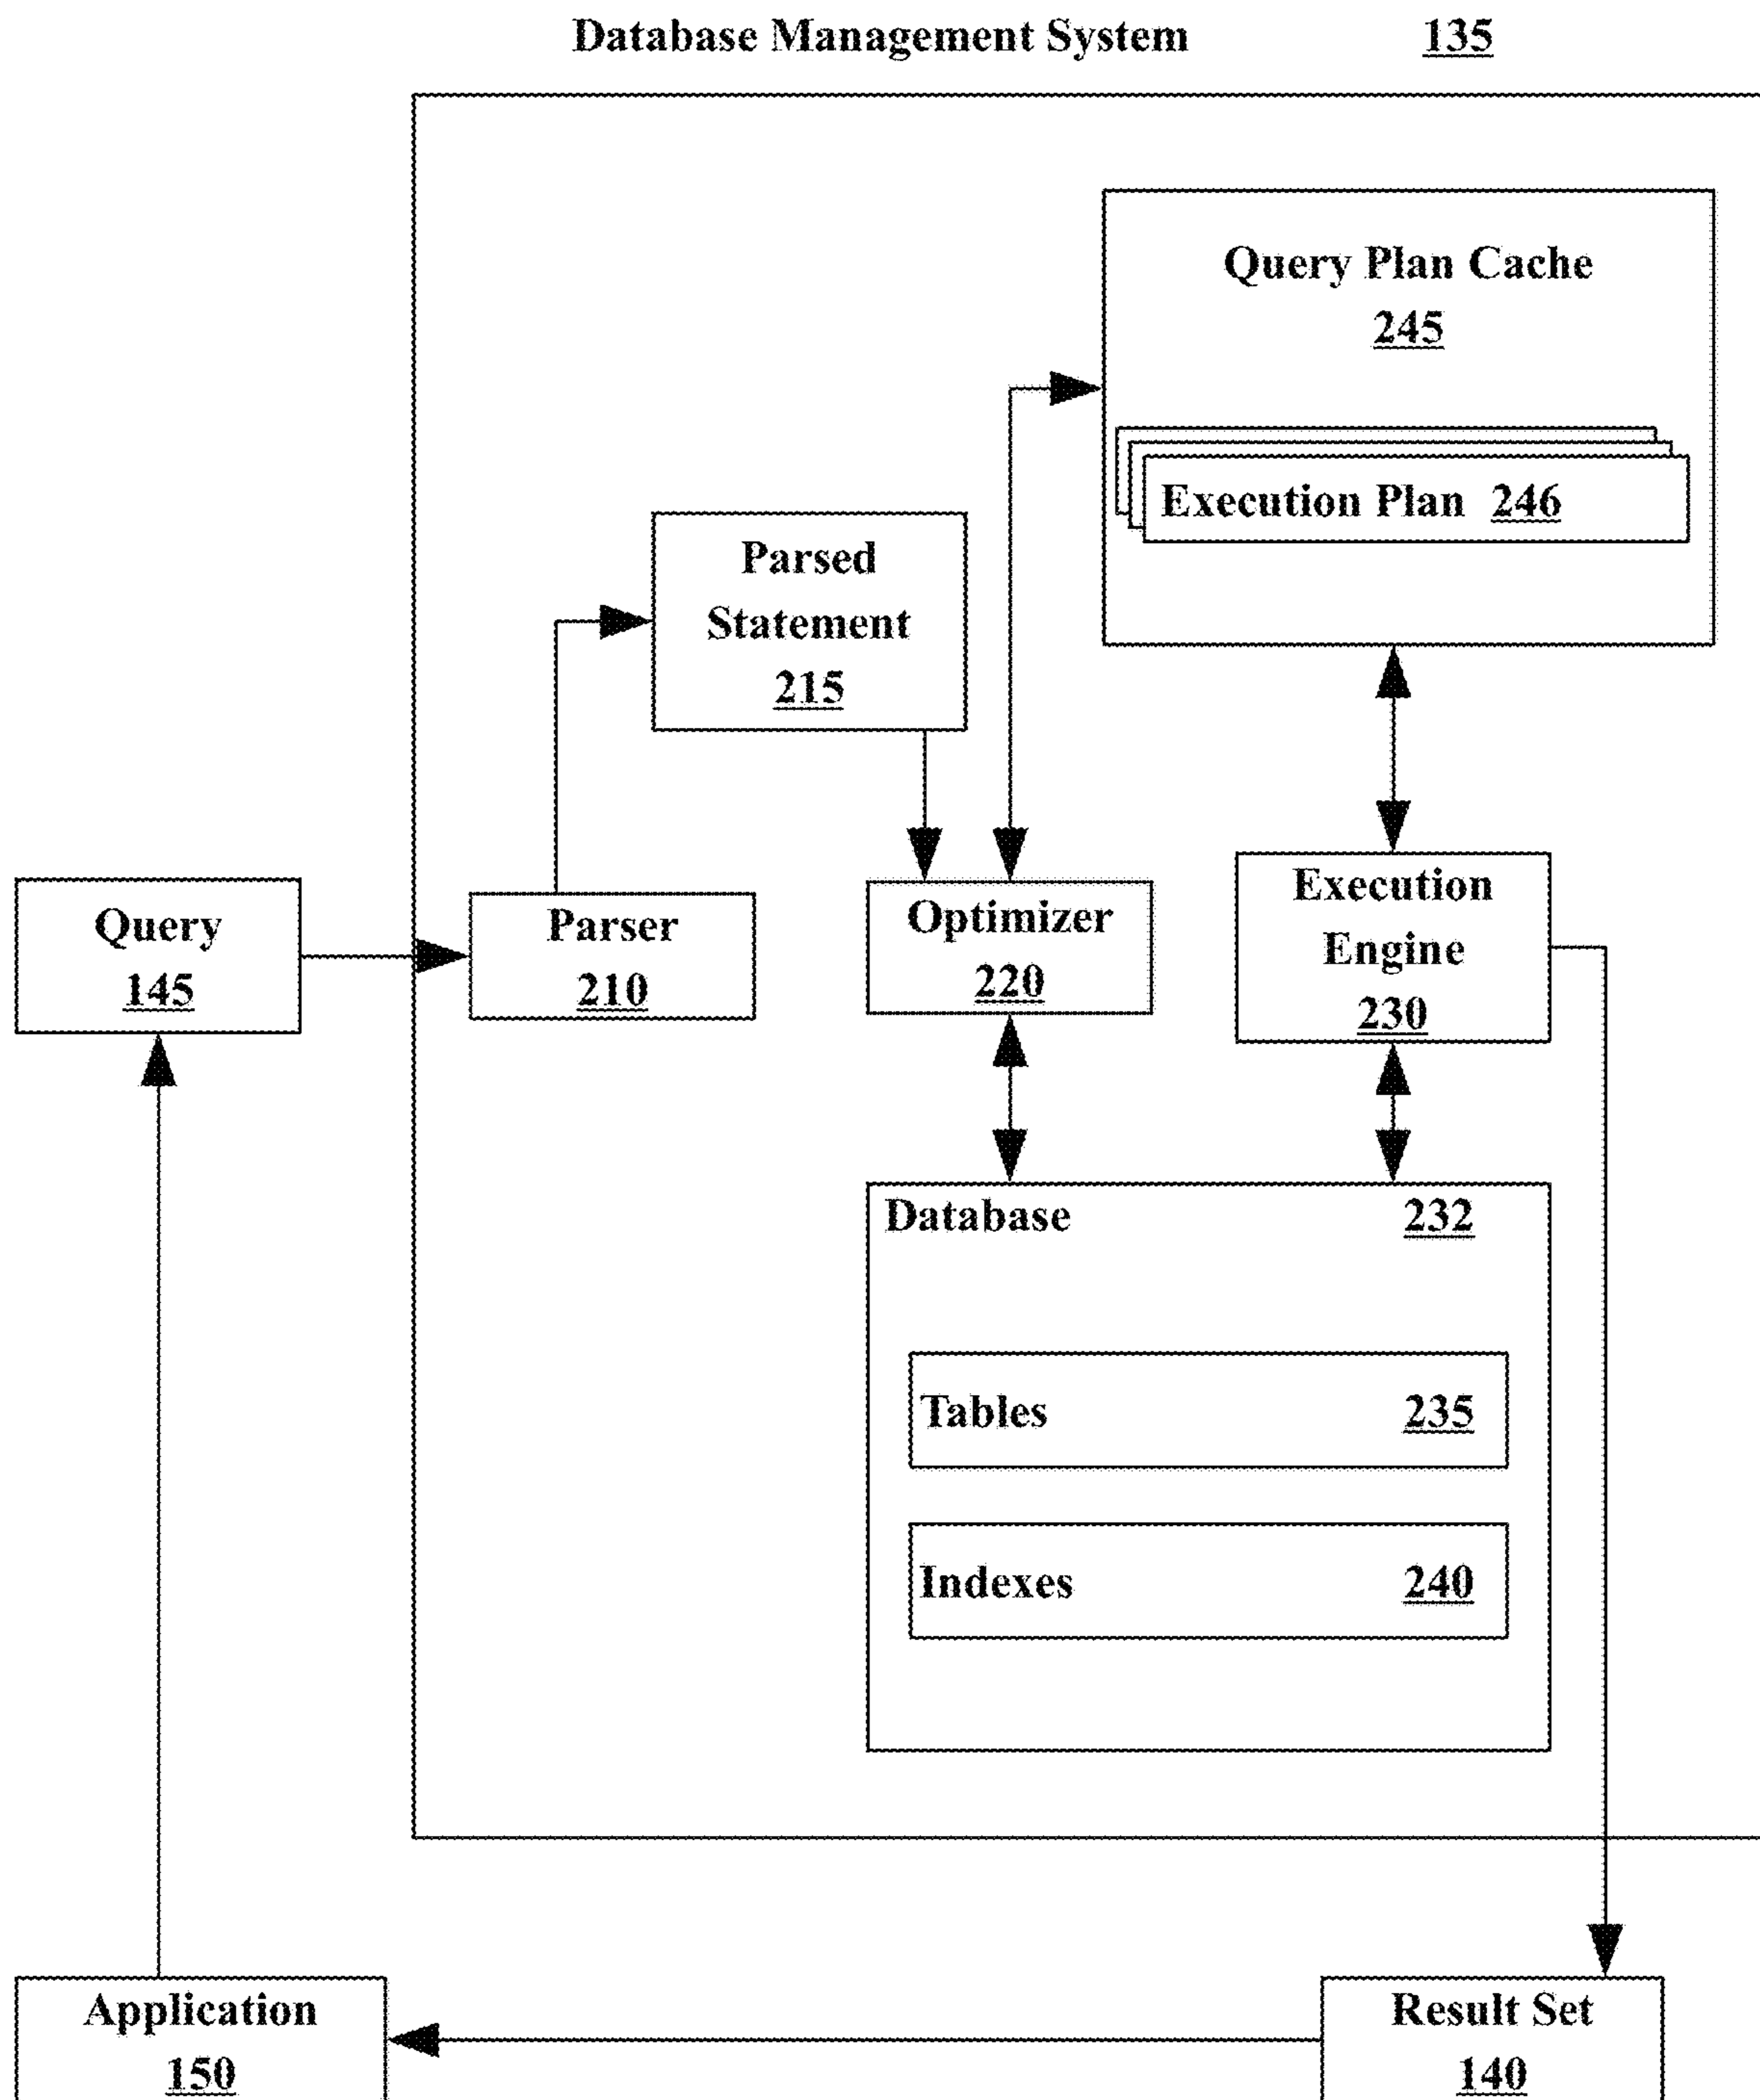 Database Management System 135
Query Plan Cache
245
Execution Plan 246
Parsed
Statement
215
Query
145
Parser
210
Optimizer
220
Execution
Engine
230
Database 232
Tables 235
Indexes 240
Application
150
Result Set
140